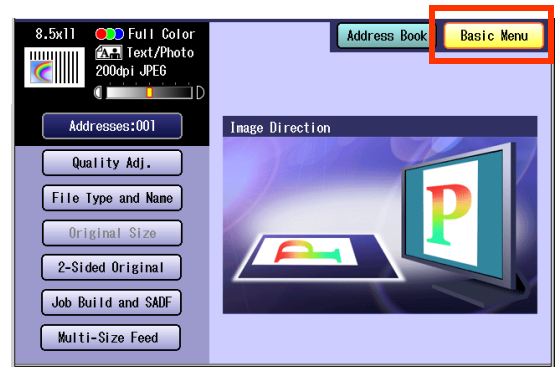 8.5x11 Full Color
A Text/Photo
200dpi JPEG
D
Address Book
Basic Menu
Addresses:001
Image Direction
Quality Adj.
File Type and Name
Original Size
2-Sided Original
Job Build and SADF
Multi-Size Feed
P
P